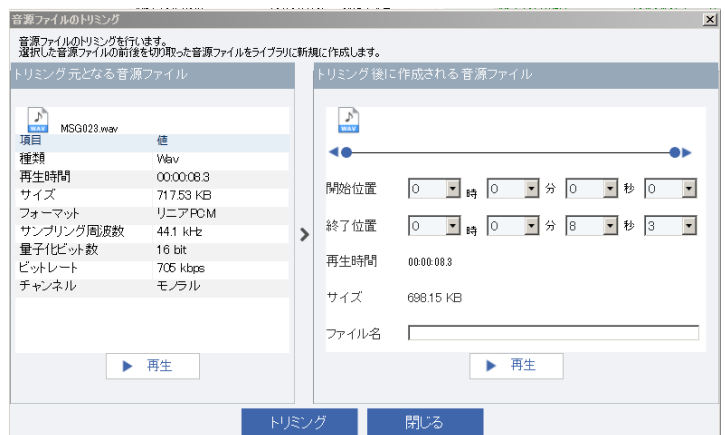 音源ファイルのトリミング
音源ファイルのトリミングを行います。
選択した音源ファイルの前後を切り取った音源ファイルをライブラリに新規に作成します。
トリミング元となる音源ファイル
WAV MSG023.wav
項目 値
種類 Wav
再生時間 00:00:08.3
サイズ 717.53 KB
フォーマット リニアPCM
サンプリング周波数 44.1 kHz
量子化ビット数 16 bit
ビットレート 705 kbps
チャンネル モノラル
再生
トリミング後に作成される音源ファイル
WAV
開始位置 0 時 0 分 0 秒 0
終了位置 0 時 0 分 8 秒 3
再生時間 00:00:08.3
サイズ 698.15 KB
ファイル名
再生
トリミング 閉じる